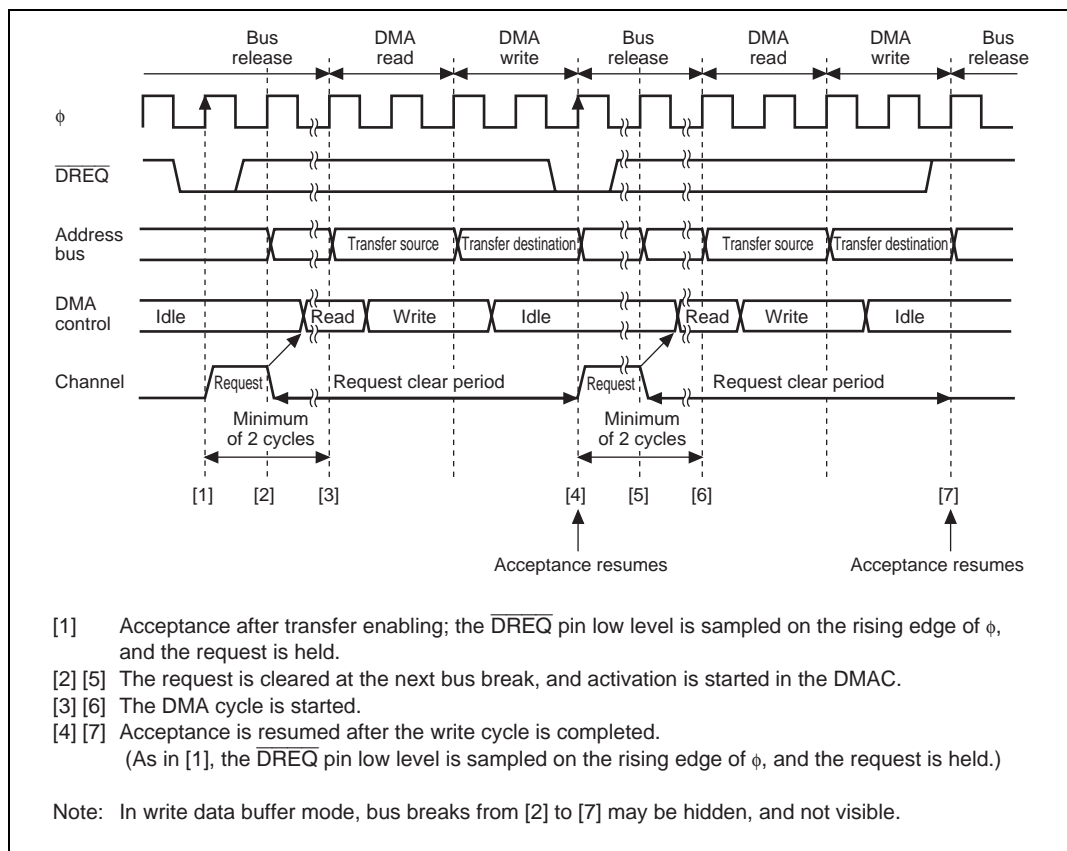 Bus release DMA read DMA write Bus release DMA read DMA write Bus release
φ
DREQ
Address bus Transfer source Transfer destination Transfer source Transfer destination
DMA control Idle Read Write Idle Read Write Idle
Channel Request Request clear period Request Request clear period
Minimum of 2 cycles Minimum of 2 cycles
[1] [2] [3] [4] [5] [6] [7]
Acceptance resumes Acceptance resumes
[1] Acceptance after transfer enabling; the DREQ pin low level is sampled on the rising edge of φ,
and the request is held.
[2] [5] The request is cleared at the next bus break, and activation is started in the DMAC.
[3] [6] The DMA cycle is started.
[4] [7] Acceptance is resumed after the write cycle is completed.
(As in [1], the DREQ pin low level is sampled on the rising edge of φ, and the request is held.)
Note: In write data buffer mode, bus breaks from [2] to [7] may be hidden, and not visible.